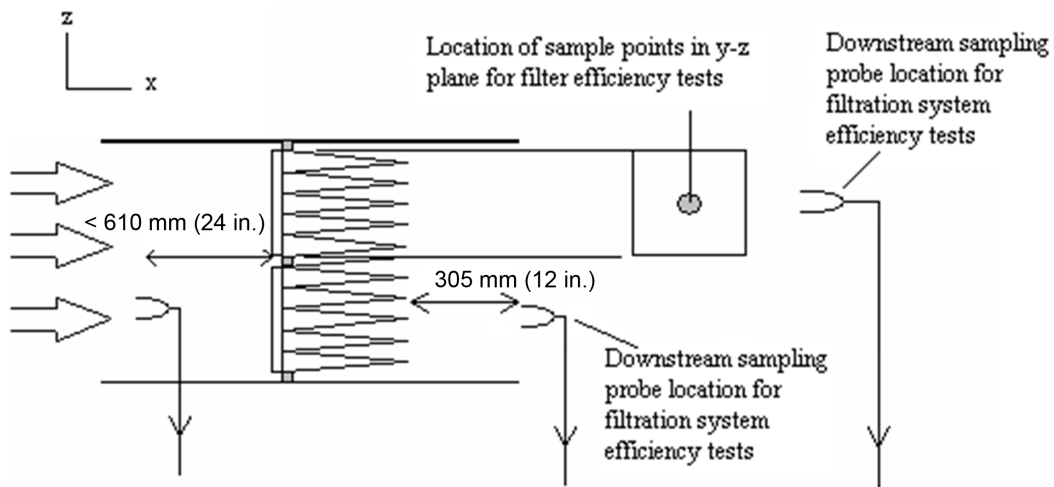 z
x
Location of sample points in y-z
plane for filter efficiency tests
Downstream sampling
probe location for
filtration system
efficiency tests
< 610 mm (24 in.)
305 mm (12 in.)
Downstream sampling
probe location for
filtration system
efficiency tests